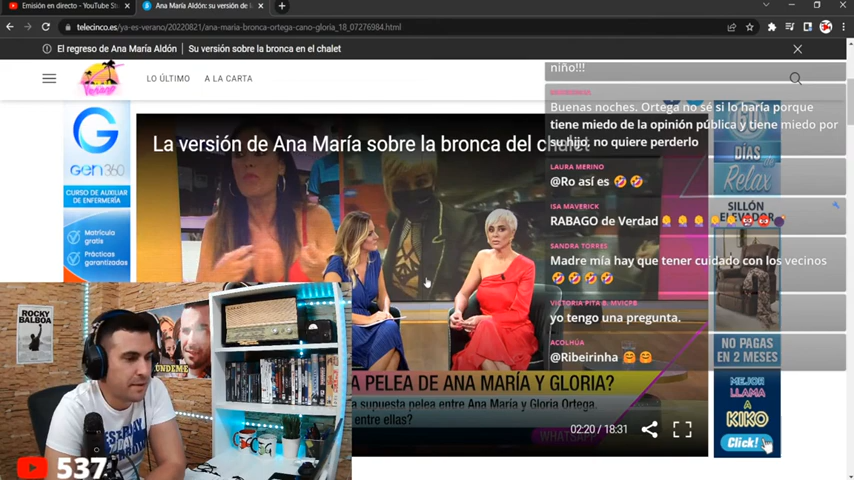 Emisión en directo - YouTube St
Ana María Aldón: su versión de l
telecinco.es/ya-es-verano/20220821/ana-maria-bronca-ortega-cano-gloria_18_07276984.html
El regreso de Ana María Aldón | Su versión sobre la bronca en el chalet
LO ÚLTIMO
A LA CARTA
niño!!!
Buenas noches. Ortega no sé si lo haría porque
tiene miedo de la opinión pública y tiene miedo por
su hijo, no quiere perderlo
LAURA MERINO
@Ro así es 🤣🤣
ISA MAVERICK
RABAGO de Verdad
SANDRA TORRES
Madre mía hay que tener cuidado con los vecinos
🤣🤣🤣🤣
VICTORIA PITA B. MVICPB
yo tengo una pregunta.
ACOLHÚA
@Ribeirinha 🤗🤗
La versión de Ana María sobre la bronca del chalet
Gen360
CURSO DE AUXILIAR
DE ENFERMERÍA
Matrícula
gratis
Prácticas
garantizadas
DÍAS
Relax
SILLÓN
ELEVADOR
NO PAGAS
EN 2 MESES
MEJOR
LLAMA
A
KIKO
Click!
A PELEA DE ANA MARÍA Y GLORIA?
a supuesta pelea entre Ana María y Gloria Ortega.
entre ellas?
WHATSAPP
02:20 / 18:31
ROCKY
BALBOA
UNDEME
YESTERDAY
537